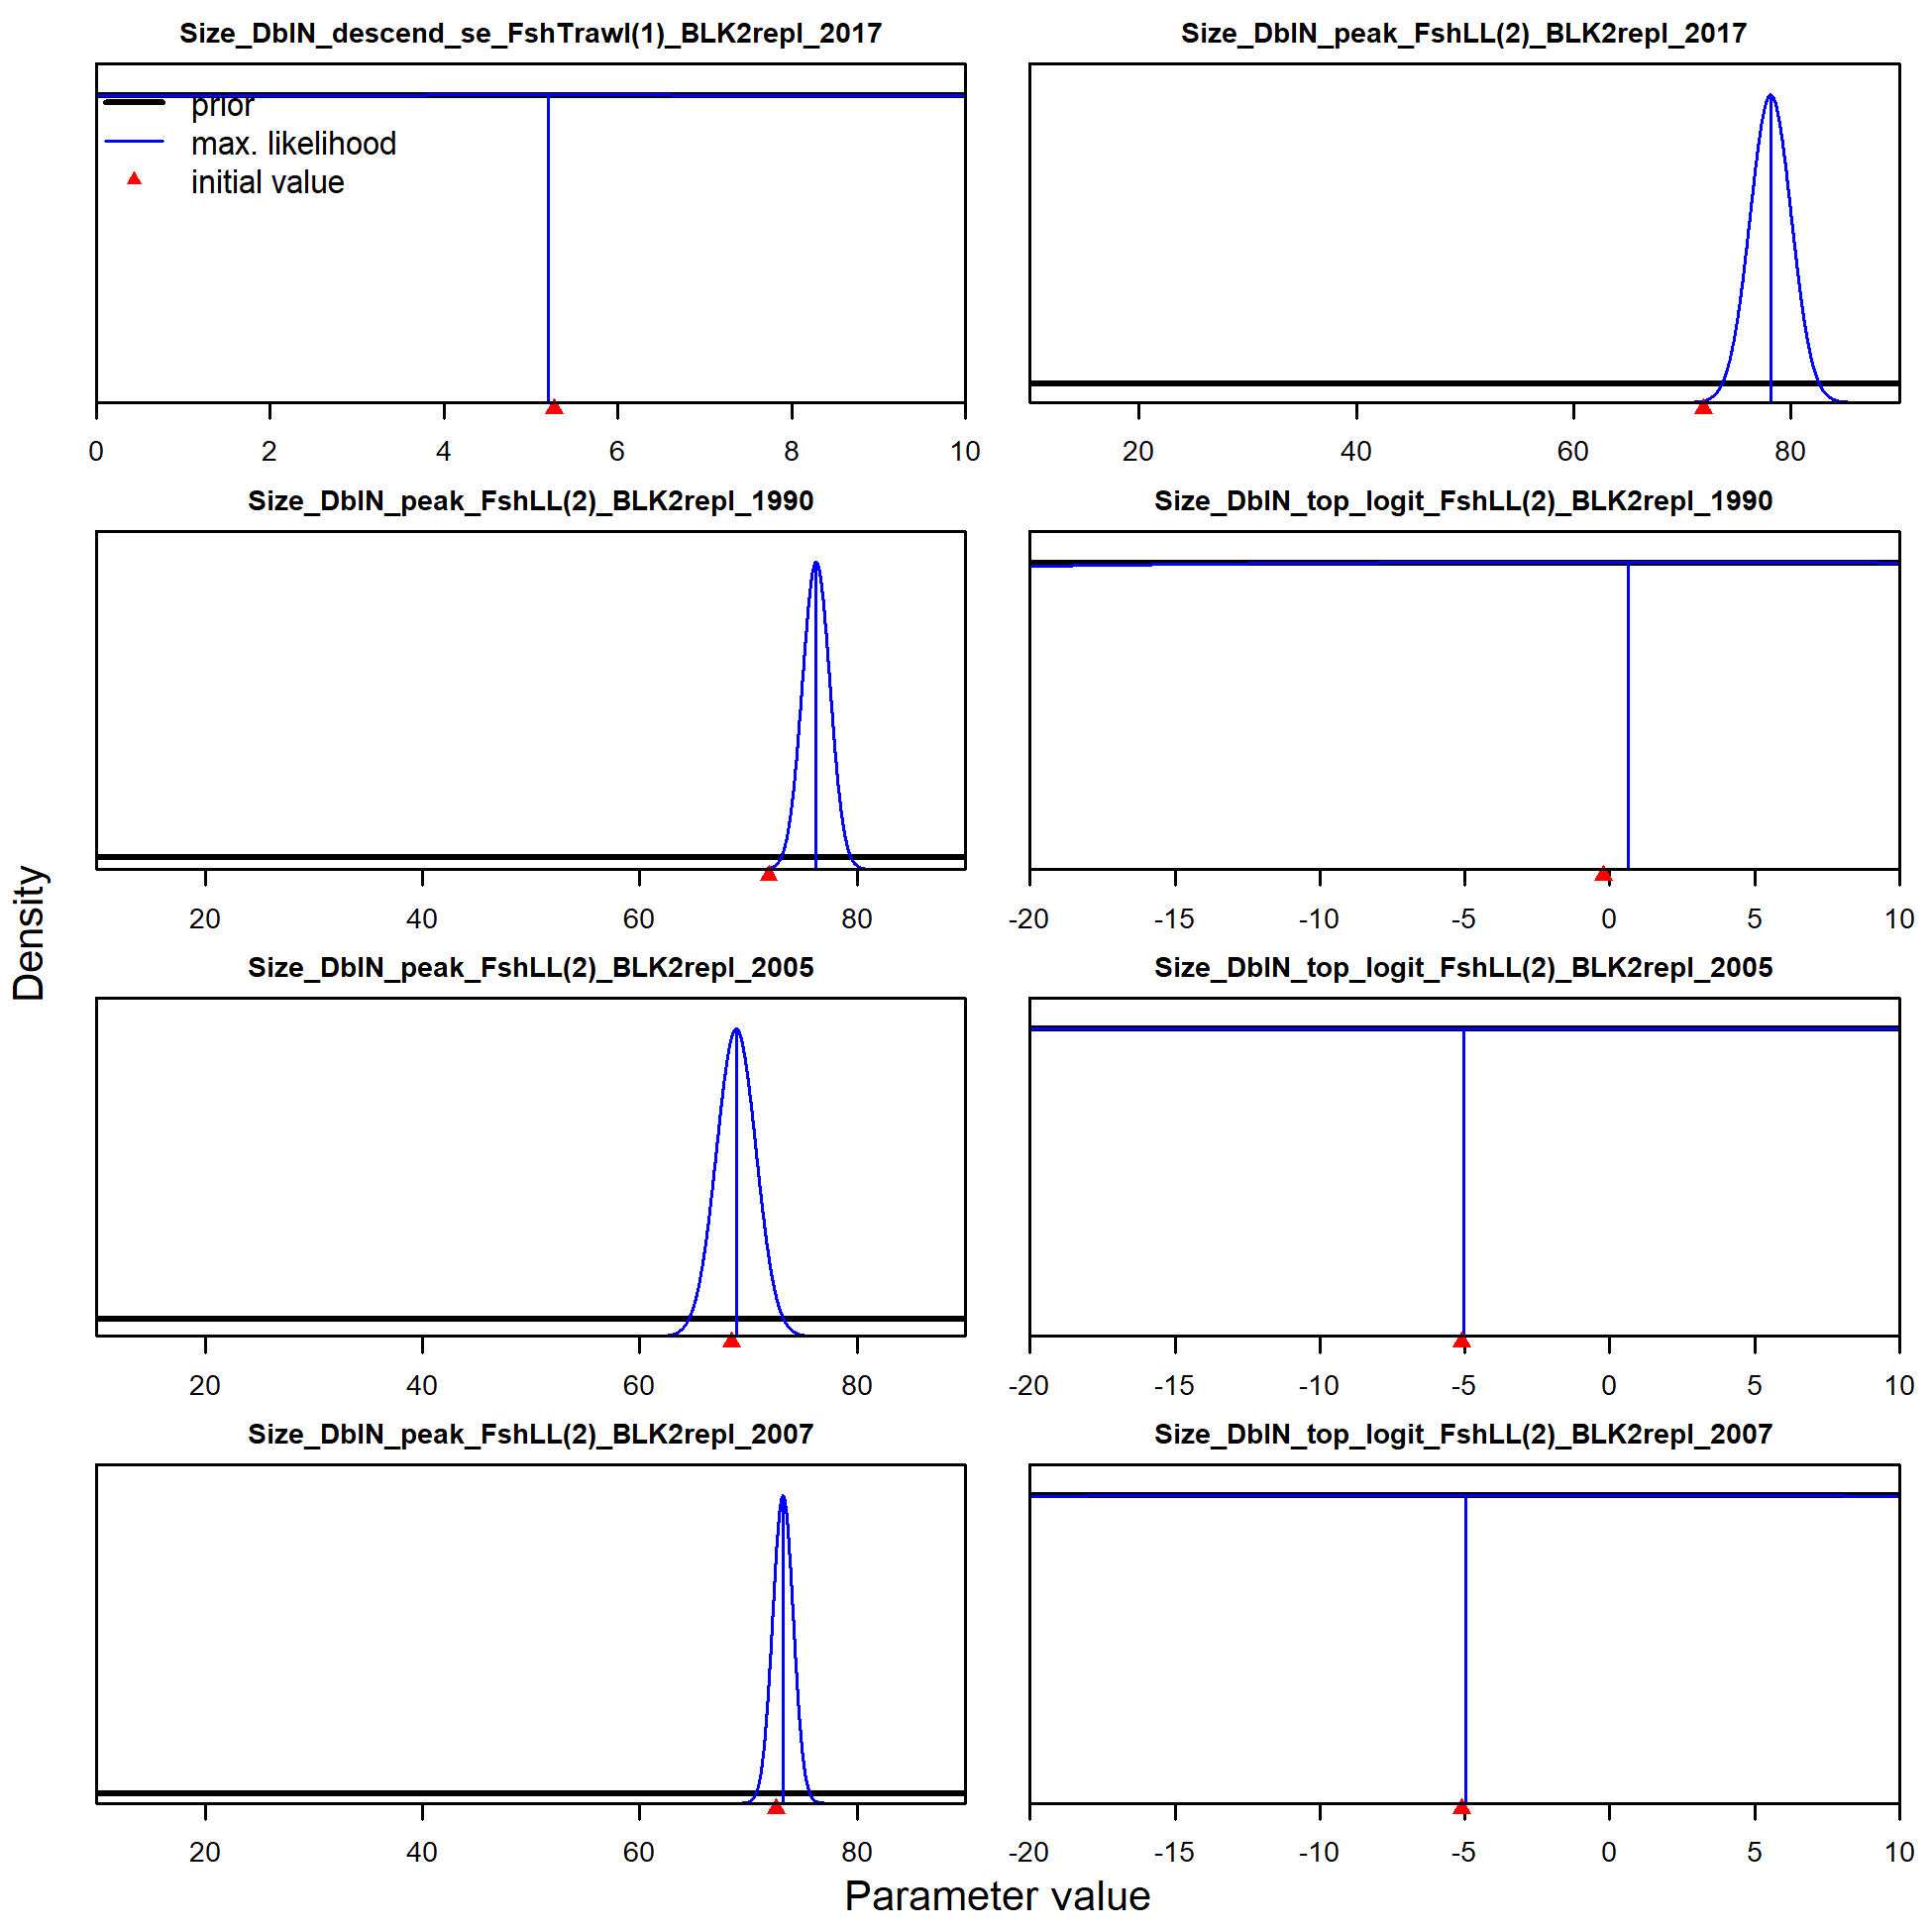 Size_DblN_descend_se_FshTrawl(1)_BLK2repl_2017
prior
max. likelihood
initial value
0 2 4 6 8 10
Size_DblN_peak_FshLL(2)_BLK2repl_2017
20 40 60 80
Size_DblN_peak_FshLL(2)_BLK2repl_1990
20 40 60 80
Size_DblN_top_logit_FshLL(2)_BLK2repl_1990
-20 -15 -10 -5 0 5 10
Size_DblN_peak_FshLL(2)_BLK2repl_2005
20 40 60 80
Size_DblN_top_logit_FshLL(2)_BLK2repl_2005
-20 -15 -10 -5 0 5 10
Size_DblN_peak_FshLL(2)_BLK2repl_2007
20 40 60 80
Size_DblN_top_logit_FshLL(2)_BLK2repl_2007
-20 -15 -10 -5 0 5 10
Density
Parameter value